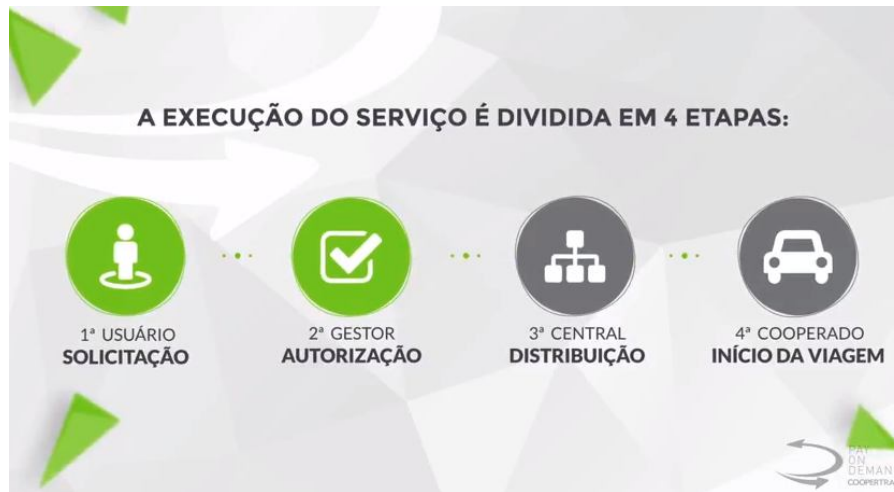 A EXECUÇÃO DO SERVIÇO É DIVIDIDA EM 4 ETAPAS:
1ª USUÁRIO
SOLICITAÇÃO
2ª GESTOR
AUTORIZAÇÃO
3ª CENTRAL
DISTRIBUIÇÃO
4ª COOPERADO
INÍCIO DA VIAGEM
PAY
ON
DEMAN
COOPERTRA